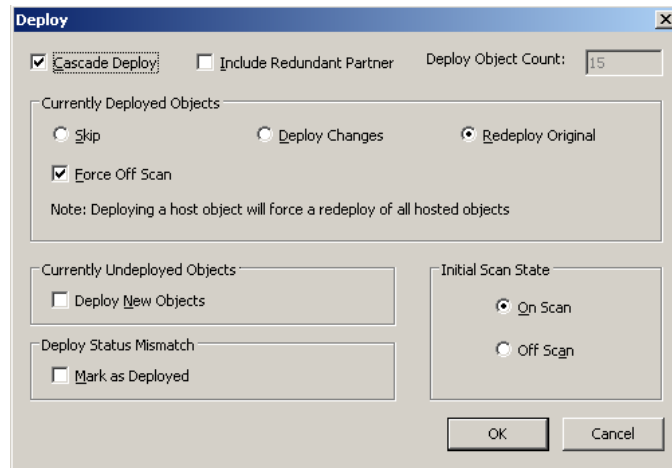 Deploy
Cascade Deploy Include Redundant Partner Deploy Object Count: 15
Currently Deployed Objects
Skip Deploy Changes Redeploy Original
Force Off Scan
Note: Deploying a host object will force a redeploy of all hosted objects
Currently Undeployed Objects
Deploy New Objects
Deploy Status Mismatch
Mark as Deployed
Initial Scan State
On Scan
Off Scan
OK Cancel